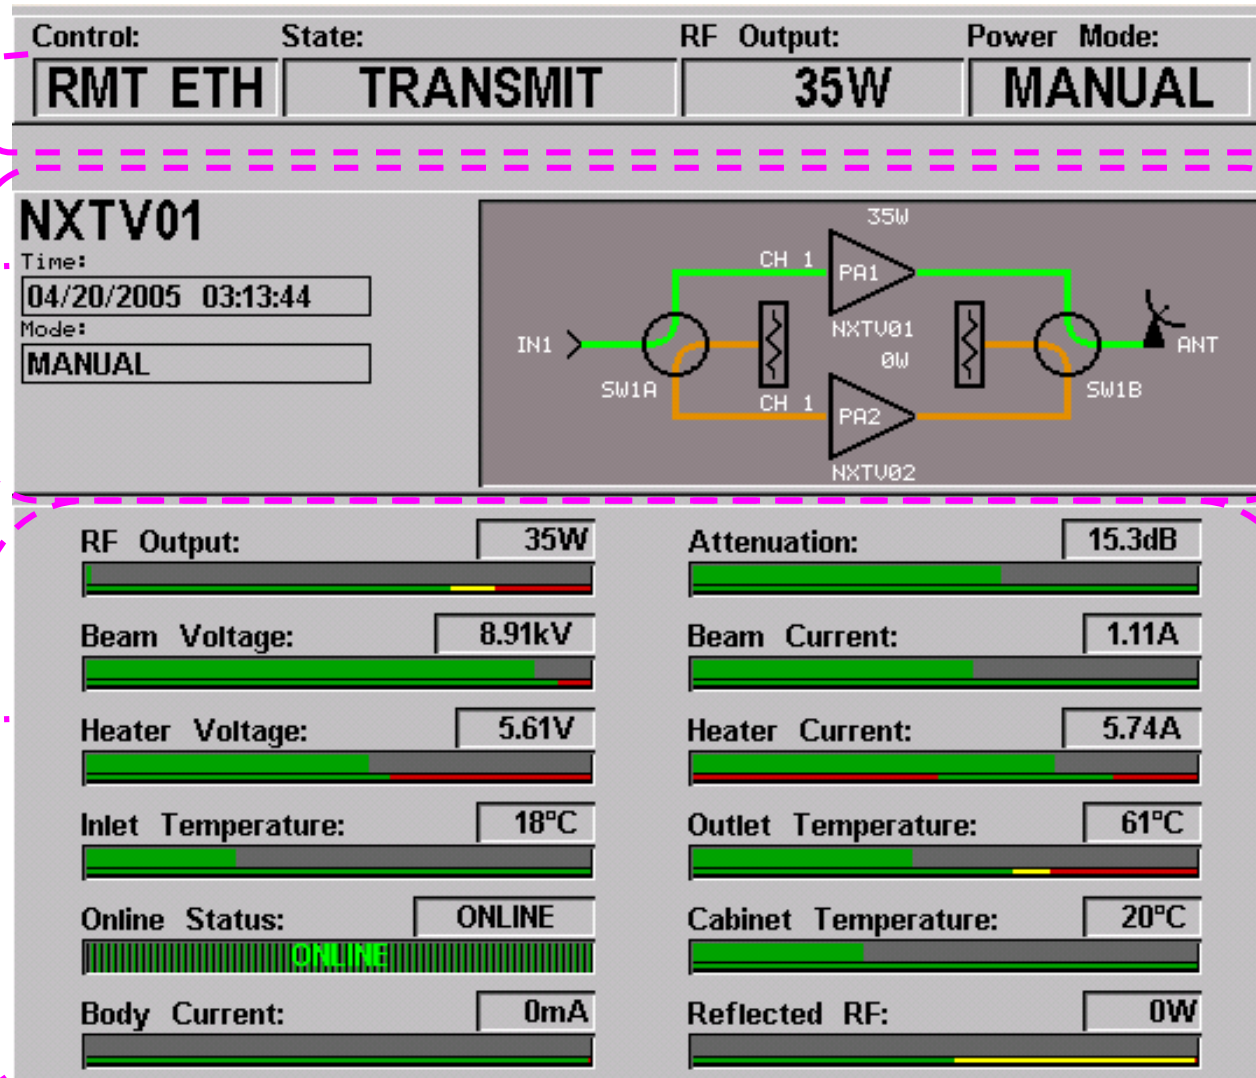 Control: State: RF Output: Power Mode:
RMT ETH TRANSMIT 35W MANUAL
NXTV01
Time:
04/20/2005 03:13:44
Mode:
MANUAL
35W
CH 1
PA1
IN1
NXTV01
0W
ANT
SW1A
SW1B
CH 1
PA2
NXTV02
RF Output: 35W Attenuation: 15.3dB
Beam Voltage: 8.91kV Beam Current: 1.11A
Heater Voltage: 5.61V Heater Current: 5.74A
Inlet Temperature: 18°C Outlet Temperature: 61°C
Online Status: ONLINE Cabinet Temperature: 20°C
ONLINE
Body Current: 0mA Reflected RF: 0W